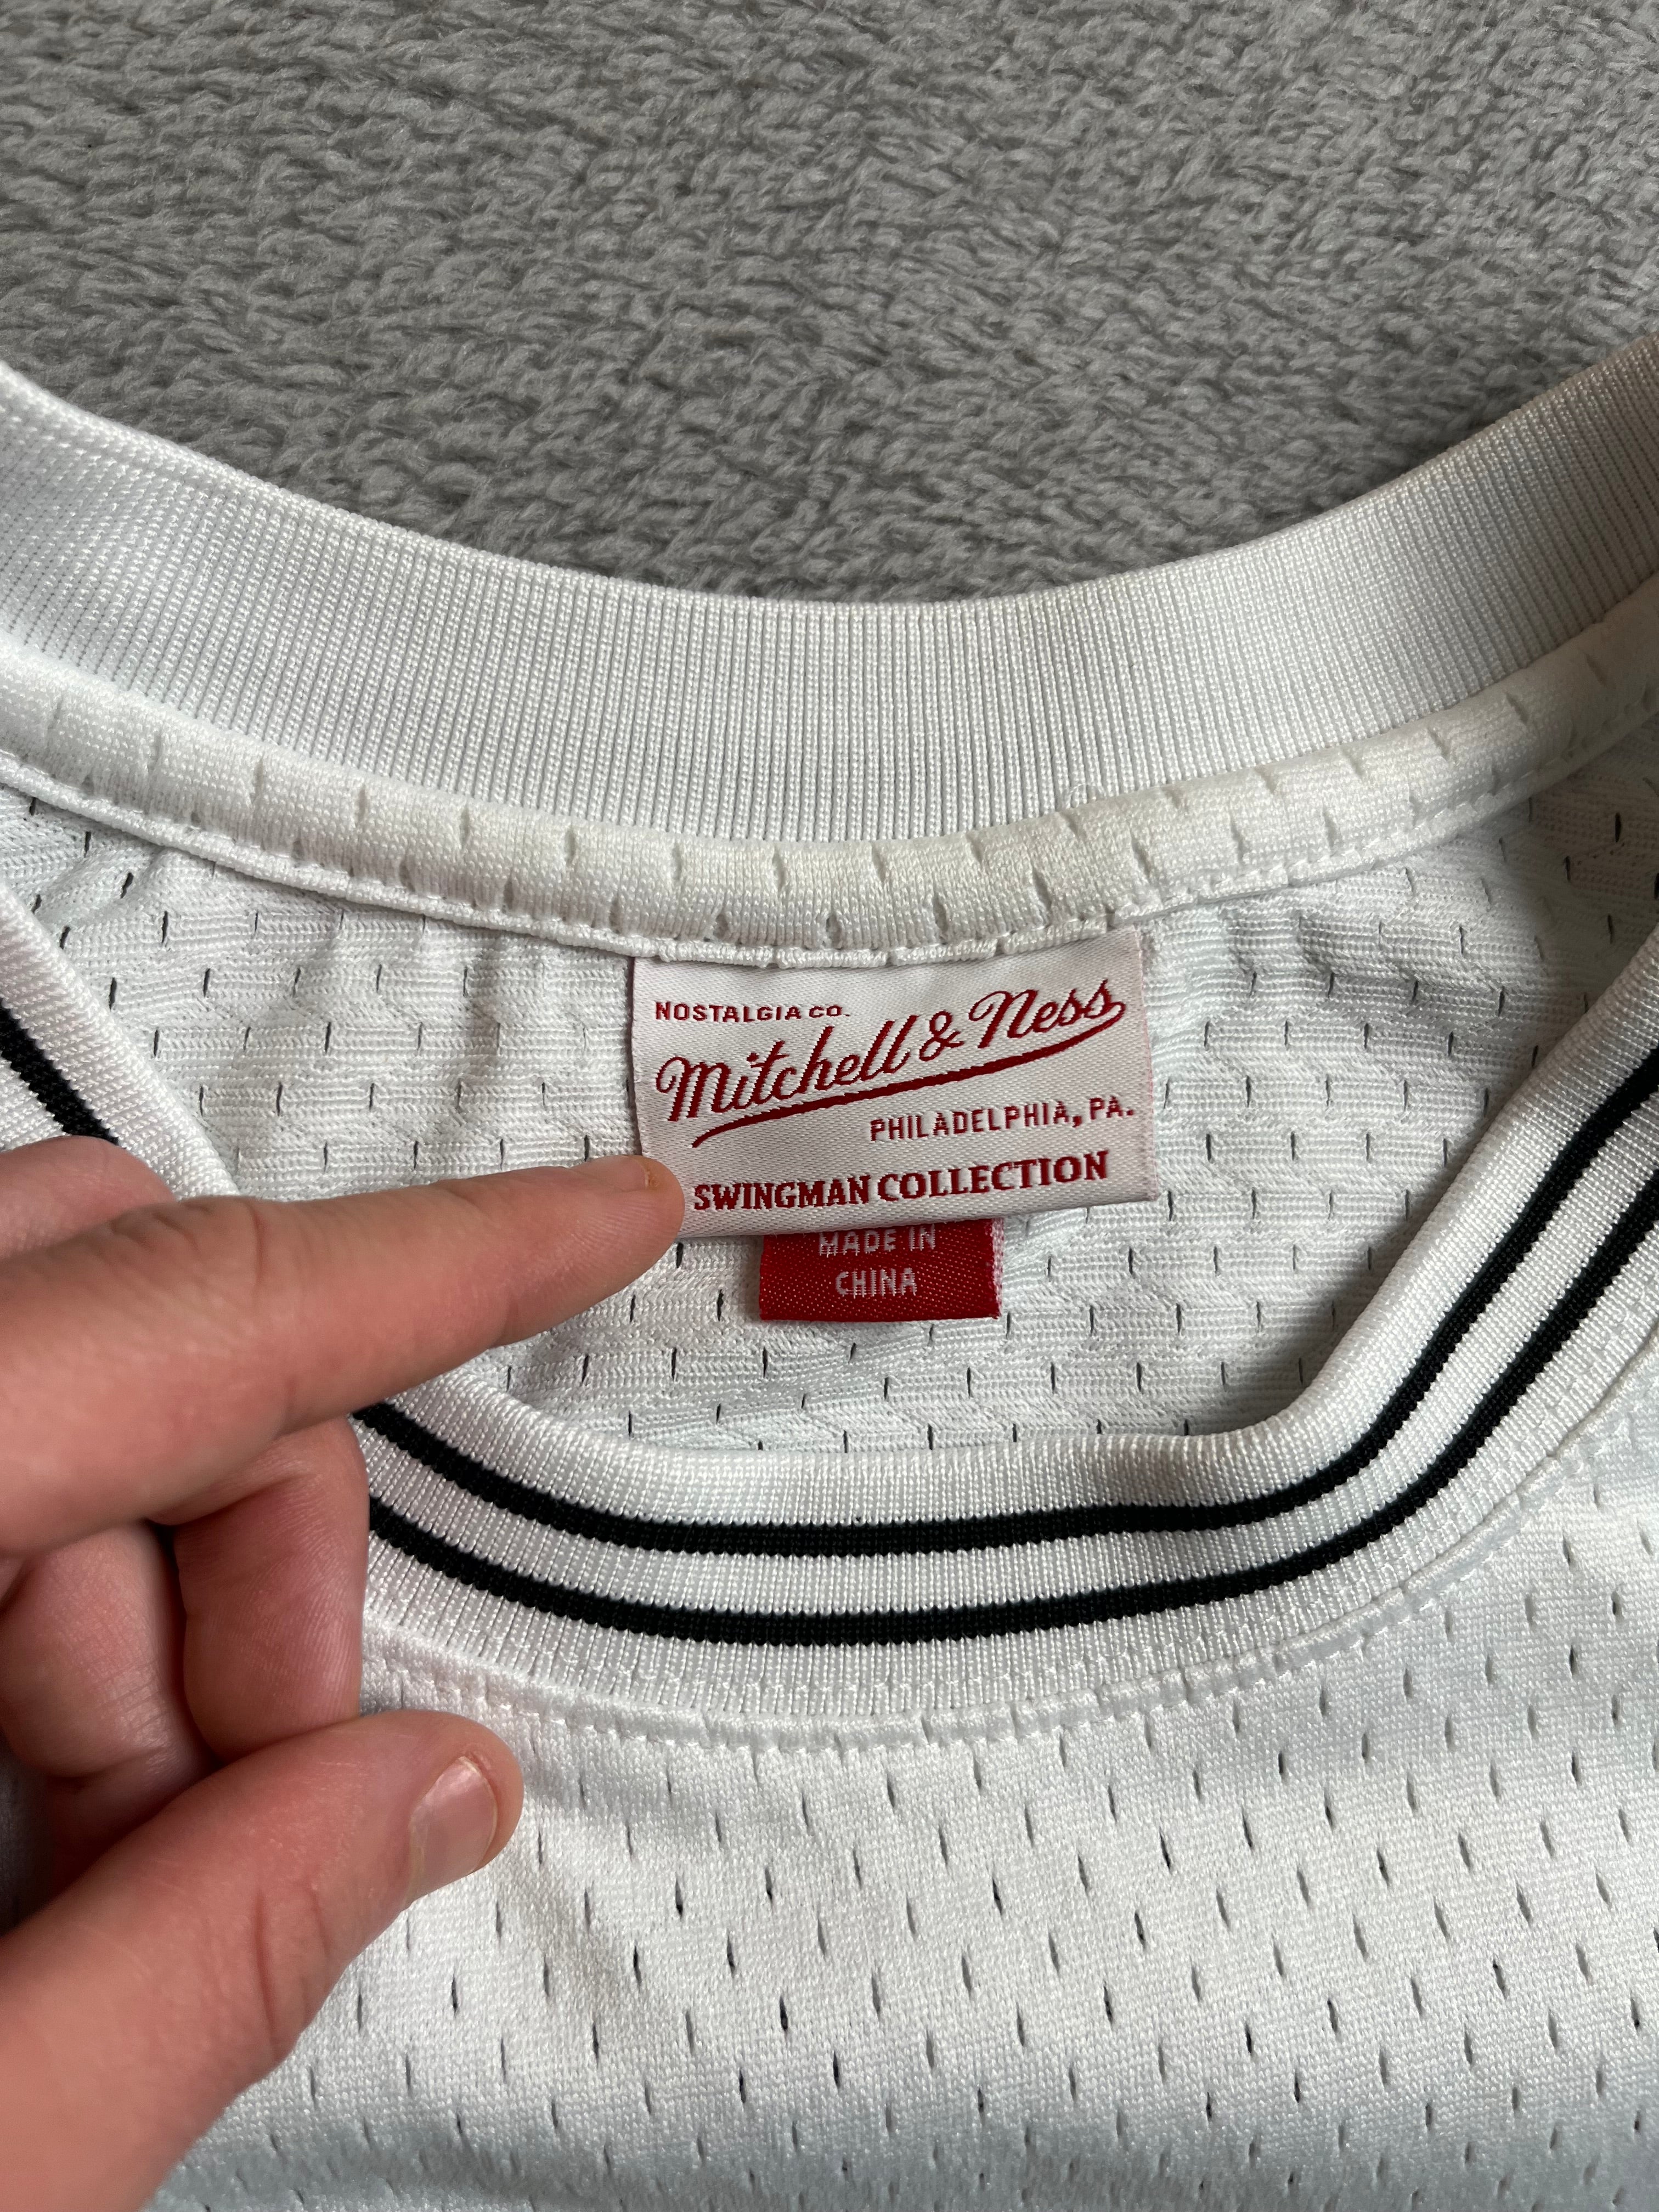 NOSTALGIA CO.
Mitchell & Ness
PHILADELPHIA, PA.
SWINGMAN COLLECTION
MADE IN
CHINA